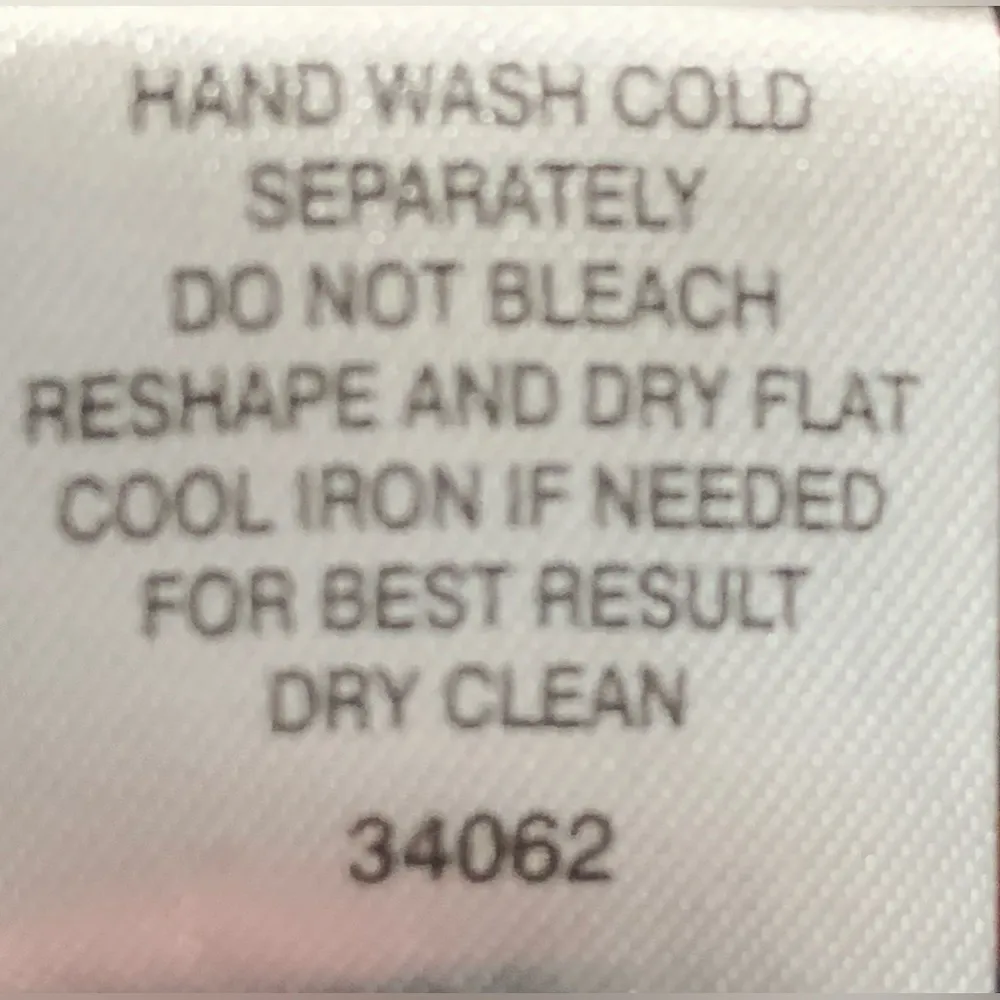 HAND WASH COLD
SEPARATELY
DO NOT BLEACH
RESHAPE AND DRY FLAT
COOL IRON IF NEEDED
FOR BEST RESULT
DRY CLEAN
34062